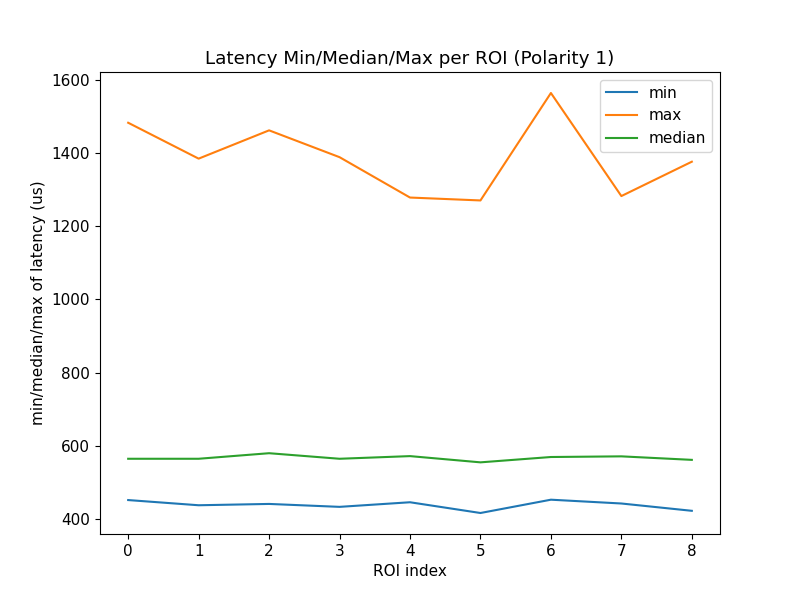 Latency Min/Median/Max per ROI (Polarity 1)
min/median/max of latency (us)
1600
1400
1200
1000
800
600
400
min
max
median
0 1 2 3 4 5 6 7 8
ROI index